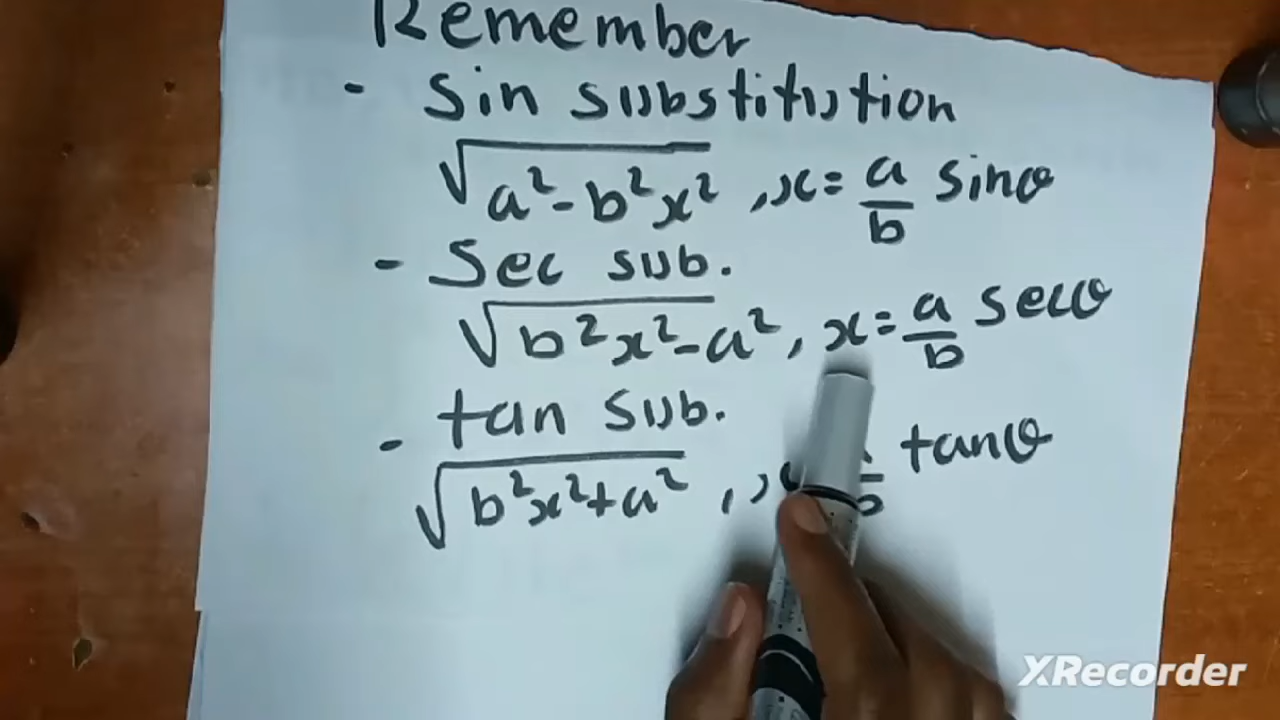 Remember
- Sin substitution
√a²-b²x² , x = a/b sinθ
- Sec sub.
√b²x²-a² , x = a/b secθ
- tan sub.
√b²x²+a² , x tanθ
XRecorder